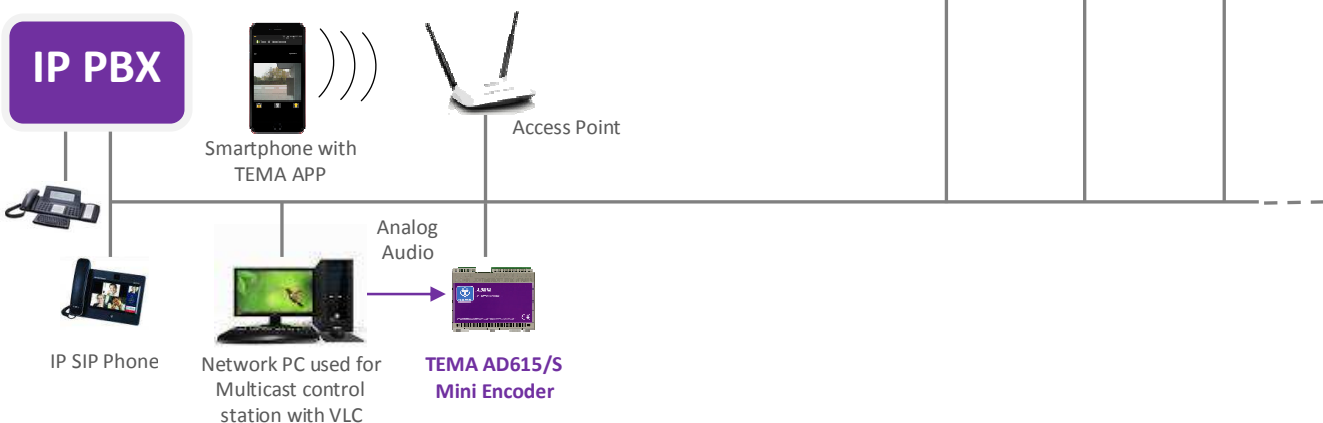 IP PBX
Smartphone with
TEMA APP
Access Point
Analog
Audio
IP SIP Phone
Network PC used for
Multicast control
station with VLC
TEMA AD615/S
Mini Encoder